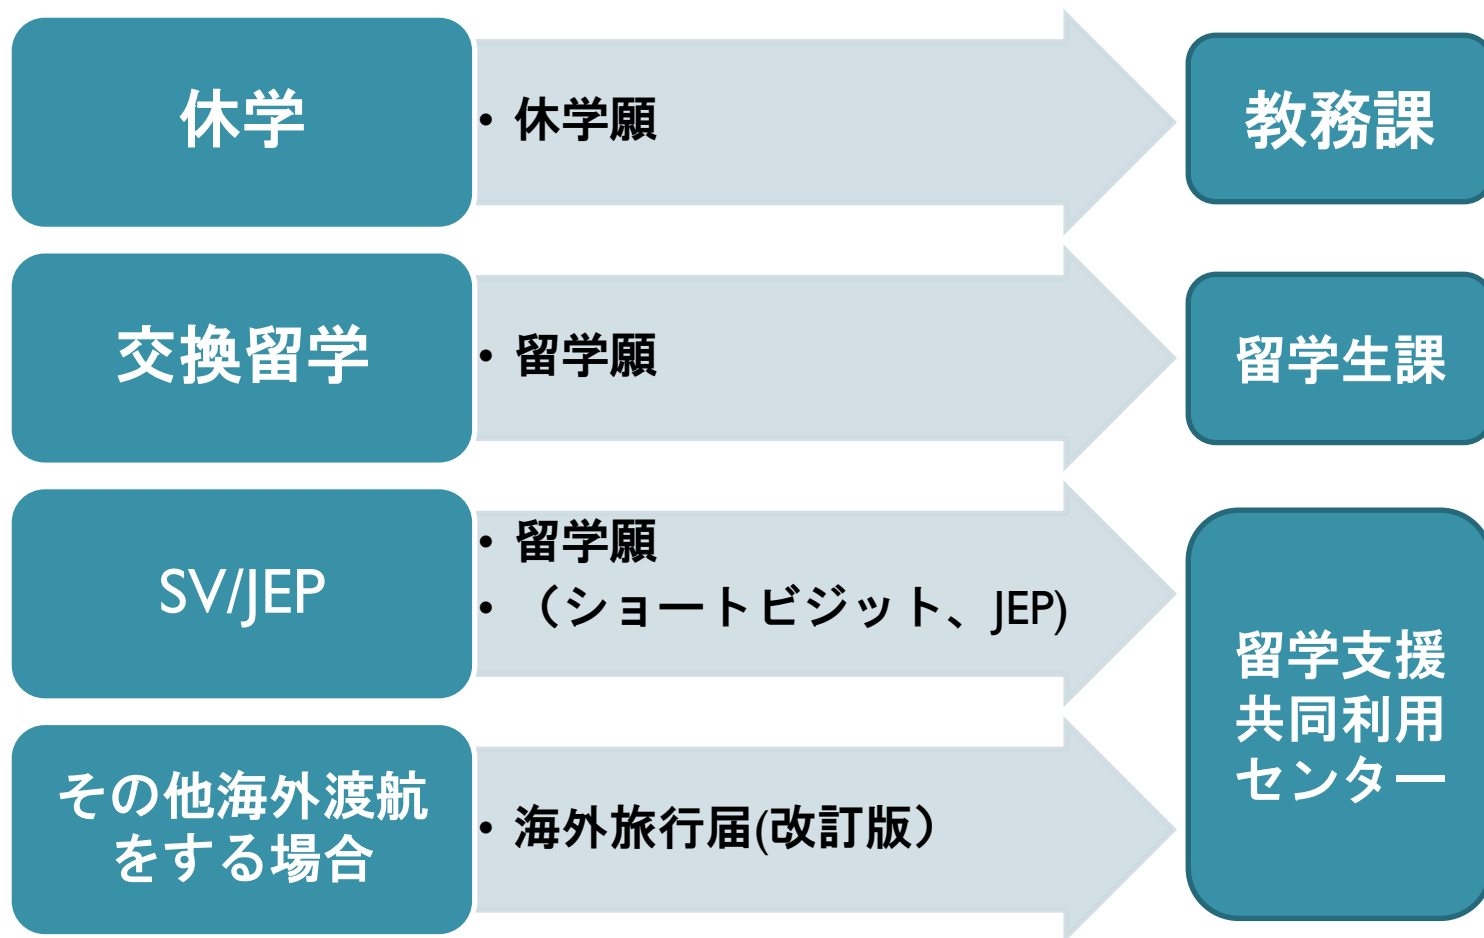 休学
• 休学願
教務課
交換留学
• 留学願
留学生課
SV/JEP
• 留学願
• （ショートビジット、JEP)
その他海外渡航
をする場合
• 海外旅行届(改訂版）
留学支援
共同利用
センター